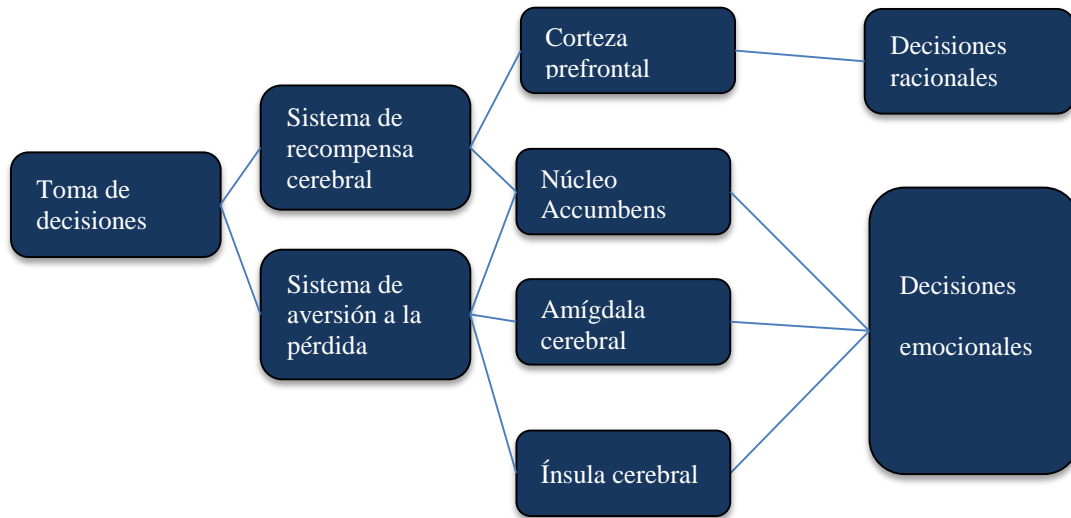 Toma de
decisiones
Sistema de
recompensa
cerebral
Sistema de
aversión a la
pérdida
Corteza
prefrontal
Núcleo
Accumbens
Amígdala
cerebral
Ínsula cerebral
Decisiones
racionales
Decisiones
emocionales